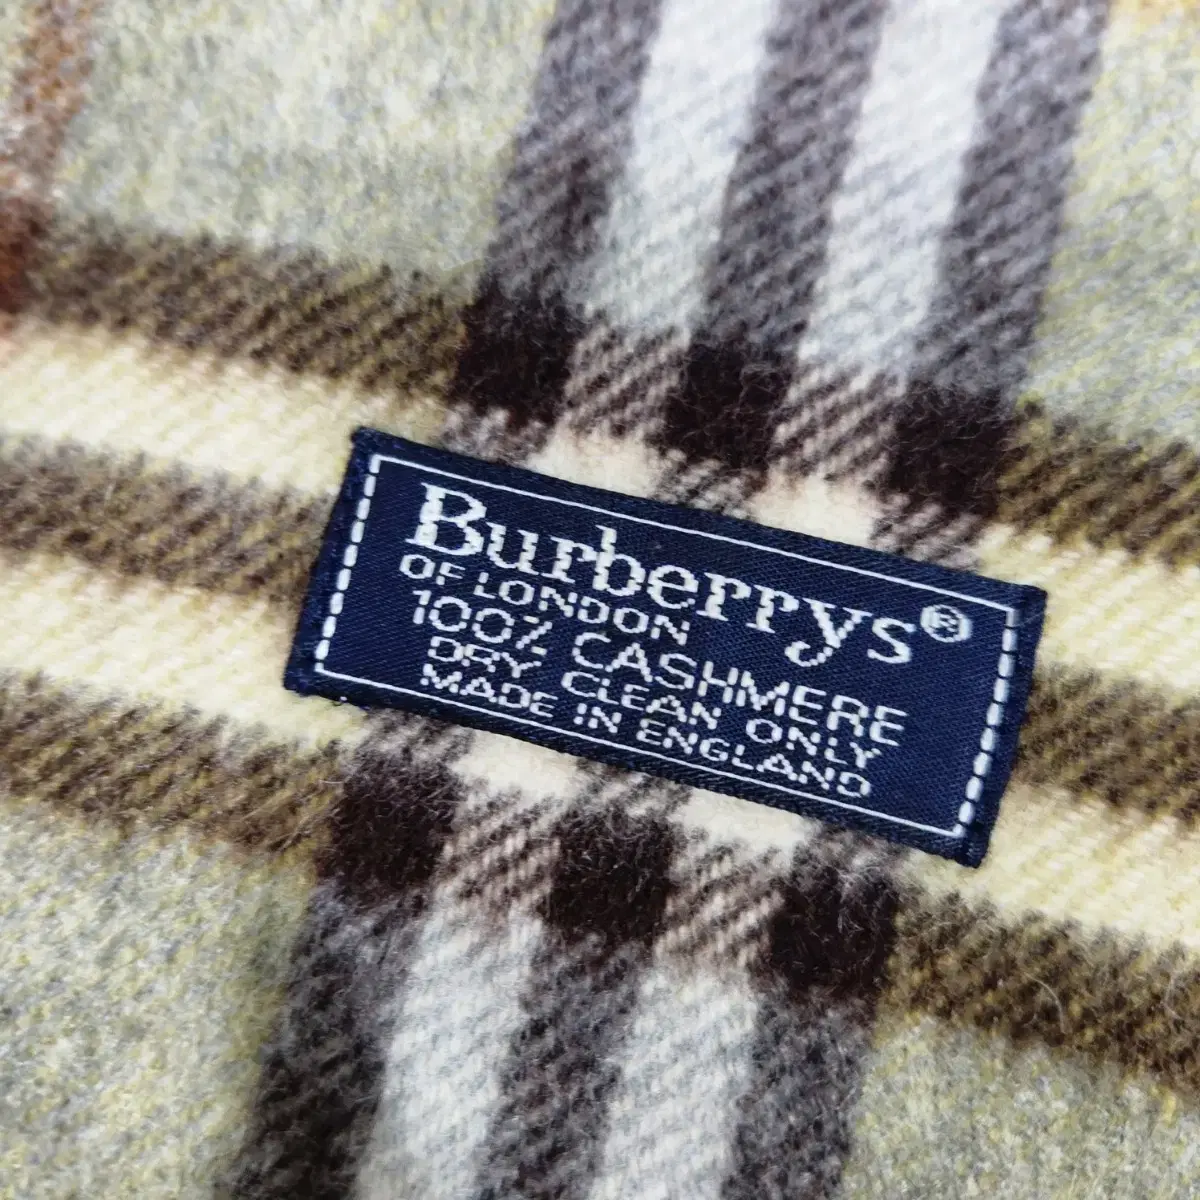 Burberrys®
OF LONDON
100% CASHMERE
DRY CLEAN ONLY
MADE IN ENGLAND